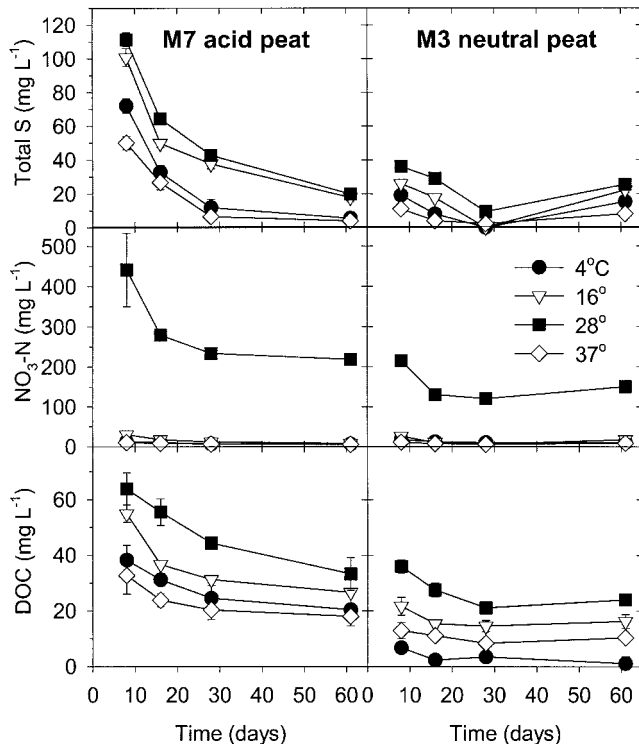 M7 acid peat
M3 neutral peat
Total S (mg L⁻¹)
120
100
80
60
40
20
0
NO₃-N (mg L⁻¹)
500
400
300
200
100
0
4°C
16°
28°
37°
DOC (mg L⁻¹)
60
40
20
0
0 10 20 30 40 50 60 0 10 20 30 40 50 60
Time (days)
Time (days)